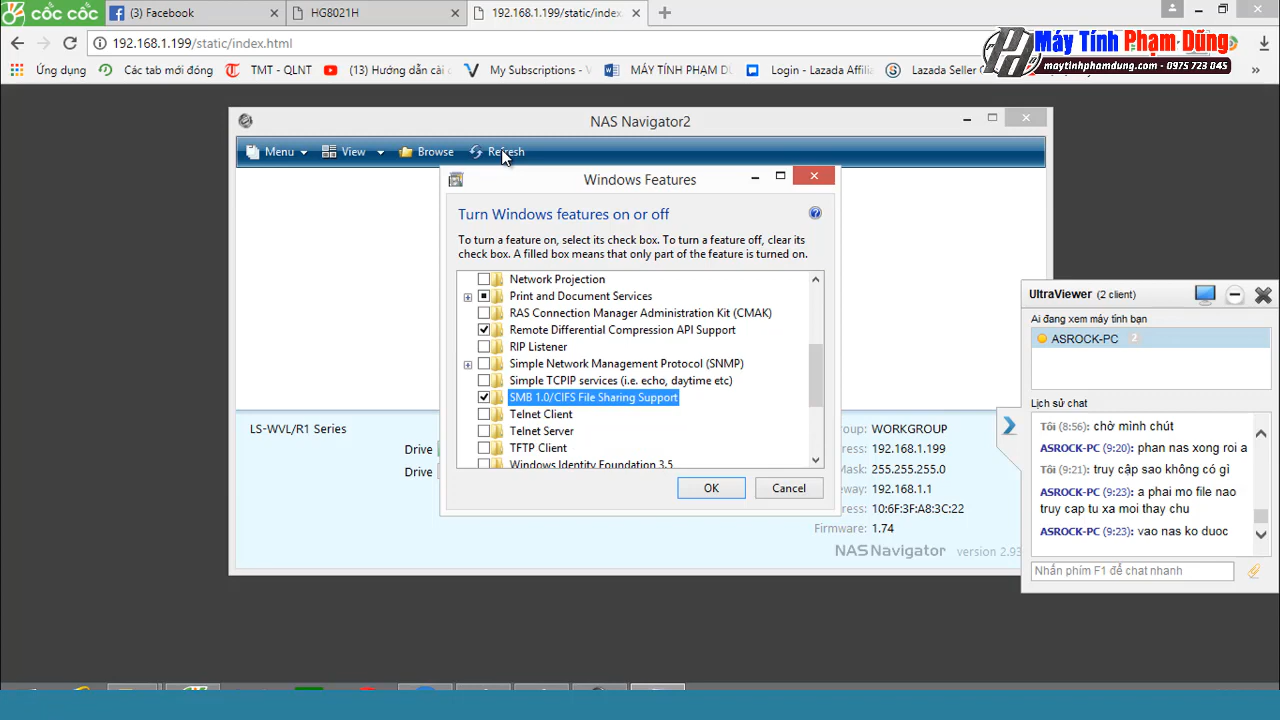 cốc cốc
(3) Facebook
HG8021H
192.168.1.199/static/index.
192.168.1.199/static/index.html
Máy Tính Phạm Dũng
maytinhphamdung.com - 0975 723 045
Ứng dụng
Các tab mới đóng
TMT - QLNT
(13) Hướng dẫn cài
My Subscriptions - V
MÁY TÍNH PHẠM DŨ
Login - Lazada Affilia
Lazada Seller C
NAS Navigator2
Menu
View
Browse
Refresh
Windows Features
Turn Windows features on or off
To turn a feature on, select its check box. To turn a feature off, clear its
check box. A filled box means that only part of the feature is turned on.
Network Projection
Print and Document Services
RAS Connection Manager Administration Kit (CMAK)
Remote Differential Compression API Support
RIP Listener
Simple Network Management Protocol (SNMP)
Simple TCPIP services (i.e. echo, daytime etc)
SMB 1.0/CIFS File Sharing Support
Telnet Client
Telnet Server
TFTP Client
Windows Identity Foundation 3.5
OK
Cancel
LS-WVL/R1 Series
Drive
Drive
roup: WORKGROUP
dress: 192.168.1.199
Mask: 255.255.255.0
eway: 192.168.1.1
dress: 10:6F:3F:A8:3C:22
Firmware: 1.74
NAS Navigator version 2.93
UltraViewer (2 client)
Ai đang xem máy tính bạn
ASROCK-PC 2
Lịch sử chat
Tôi (8:56): chờ mình chút
ASROCK-PC (9:20): phan nas xong roi a
Tôi (9:21): truy cập sao không có gì
ASROCK-PC (9:23): a phai mo file nao
truy cap tu xa moi thay chu
ASROCK-PC (9:23): vao nas ko duoc
Nhấn phím F1 để chat nhanh